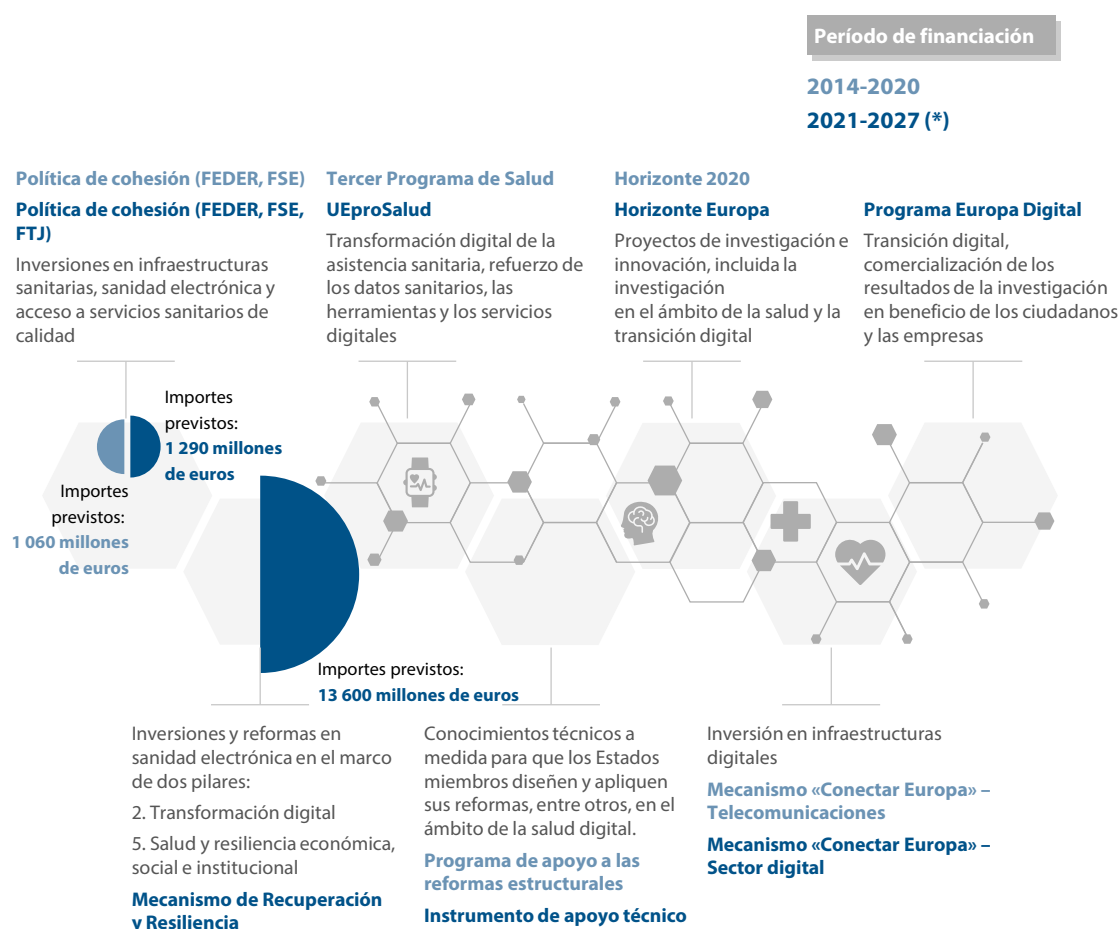 Período de financiación
2014-2020
2021-2027 (*)
Política de cohesión (FEDER, FSE)
Política de cohesión (FEDER, FSE,
FTJ)
Inversiones en infraestructuras
sanitarias, sanidad electrónica y
acceso a servicios sanitarios de
calidad
Tercer Programa de Salud
UEproSalud
Transformación digital de la
asistencia sanitaria, refuerzo de
los datos sanitarios, las
herramientas y los servicios
digitales
Horizonte 2020
Horizonte Europa
Proyectos de investigación e
innovación, incluida la
investigación
en el ámbito de la salud y la
transición digital
Programa Europa Digital
Transición digital,
comercialización de los
resultados de la investigación
en beneficio de los ciudadanos
y las empresas
Importes
previstos:
1 290 millones
de euros
Importes
previstos:
1 060 millones
de euros
Importes previstos:
13 600 millones de euros
Inversiones y reformas en
sanidad electrónica en el marco
de dos pilares:
2. Transformación digital
5. Salud y resiliencia económica,
social e institucional
Mecanismo de Recuperación
y Resiliencia
Conocimientos técnicos a
medida para que los Estados
miembros diseñen y apliquen
sus reformas, entre otros, en el
ámbito de la salud digital.
Programa de apoyo a las
reformas estructurales
Instrumento de apoyo técnico
Inversión en infraestructuras
digitales
Mecanismo «Conectar Europa» –
Telecomunicaciones
Mecanismo «Conectar Europa» –
Sector digital